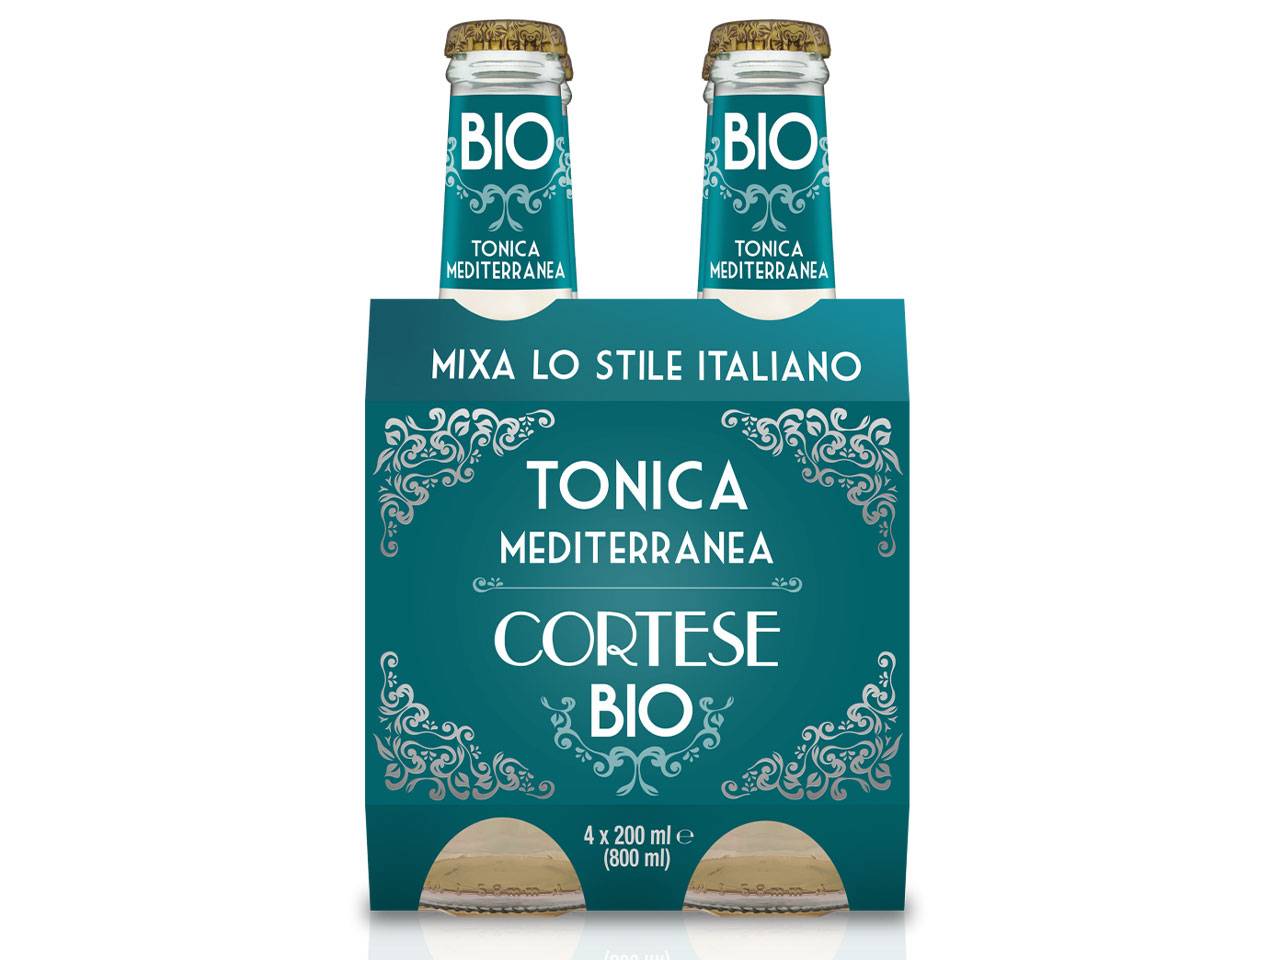 BIO
TONICA
MEDITERRANEA
BIO
TONICA
MEDITERRANEA
MIXA LO STILE ITALIANO
TONICA
MEDITERRANEA
CORTESE
BIO
4 x 200 ml ℮
(800 ml)